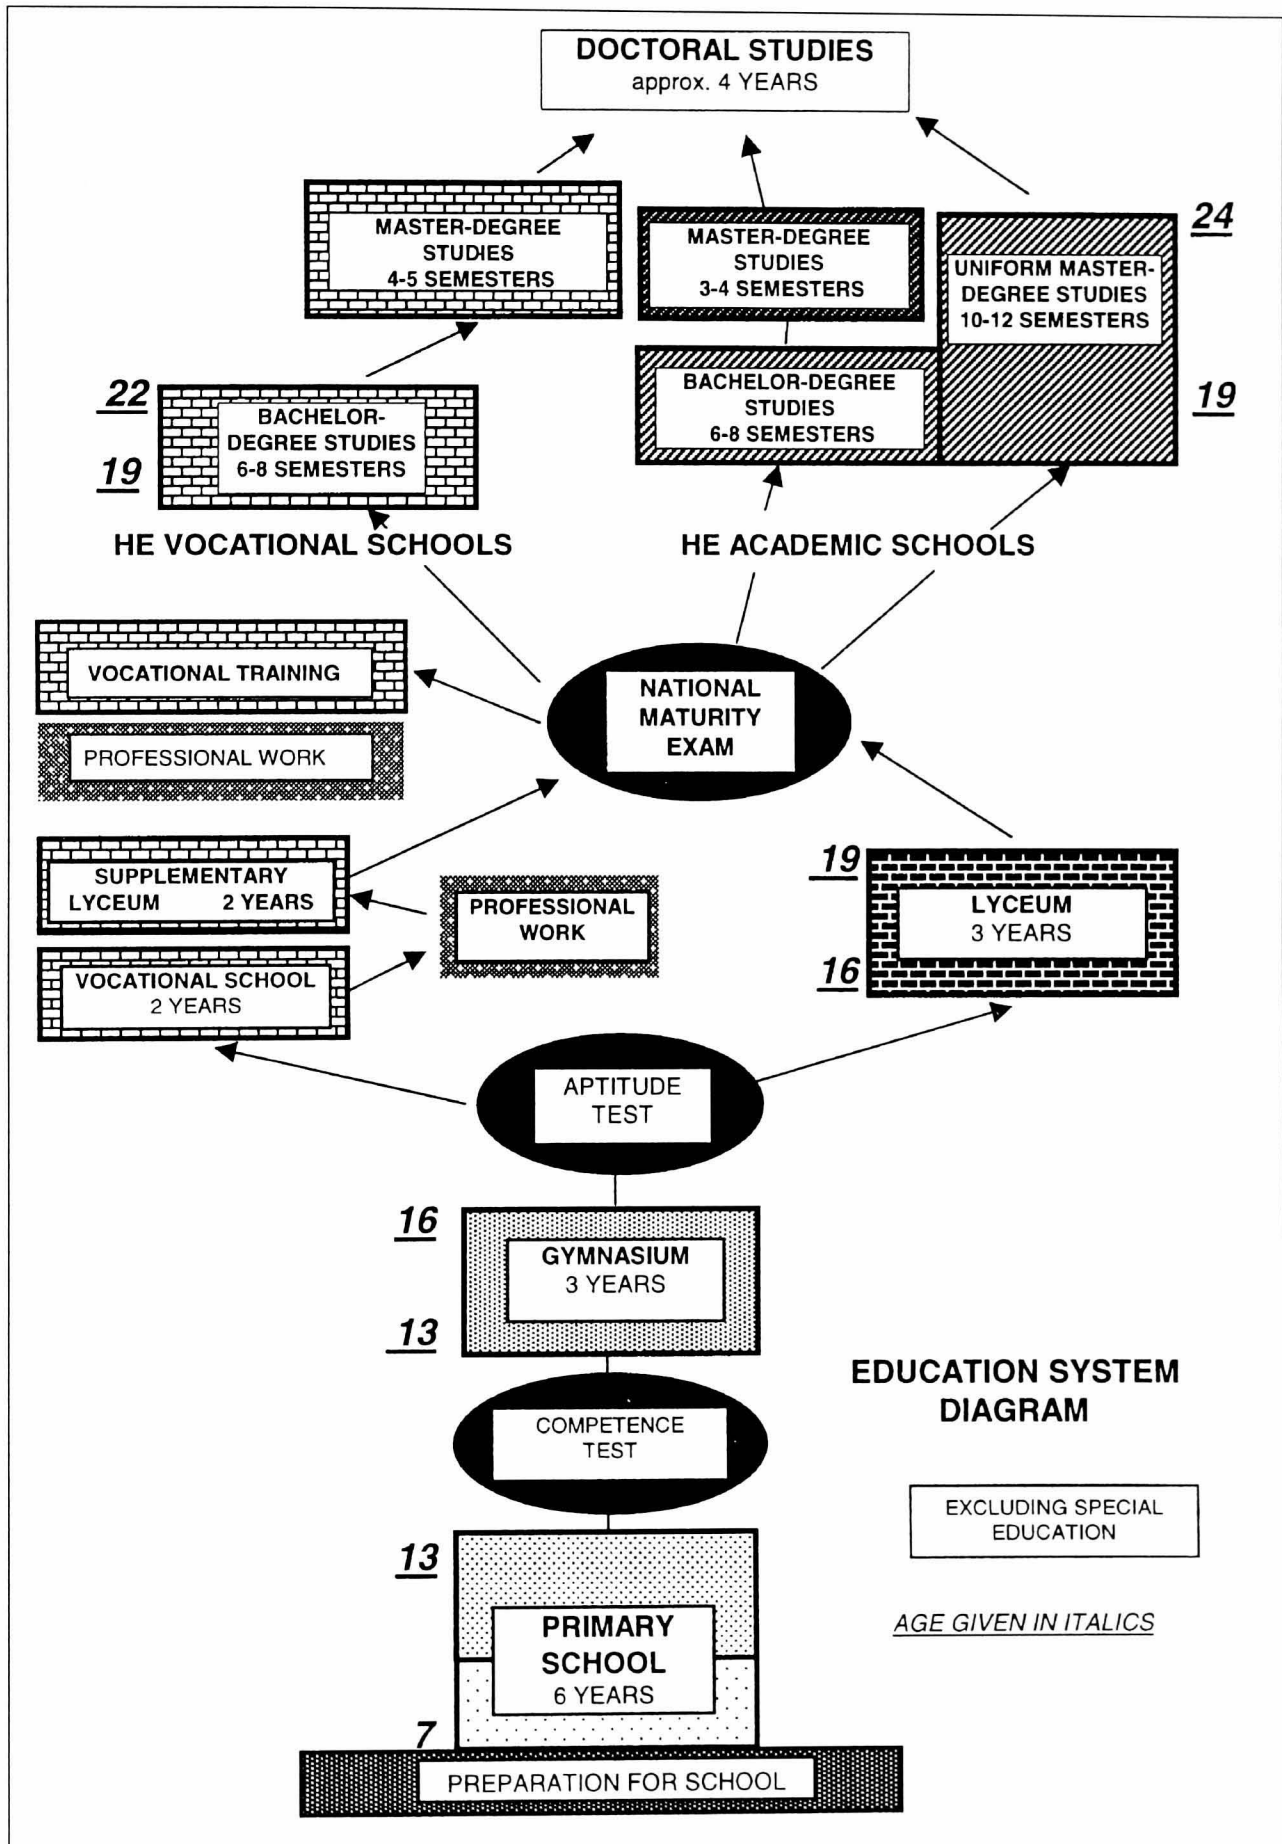 DOCTORAL STUDIES
approx. 4 YEARS
MASTER-DEGREE
STUDIES
4-5 SEMESTERS
MASTER-DEGREE
STUDIES
3-4 SEMESTERS
24
UNIFORM MASTER-
DEGREE STUDIES
10-12 SEMESTERS
22
19
BACHELOR-
DEGREE STUDIES
6-8 SEMESTERS
BACHELOR-DEGREE
STUDIES
6-8 SEMESTERS
19
HE VOCATIONAL SCHOOLS
HE ACADEMIC SCHOOLS
VOCATIONAL TRAINING
PROFESSIONAL WORK
NATIONAL
MATURITY
EXAM
SUPPLEMENTARY
LYCEUM 2 YEARS
PROFESSIONAL
WORK
VOCATIONAL SCHOOL
2 YEARS
19
LYCEUM
3 YEARS
16
APTITUDE
TEST
16
GYMNASIUM
3 YEARS
13
EDUCATION SYSTEM
DIAGRAM
COMPETENCE
TEST
EXCLUDING SPECIAL
EDUCATION
13
PRIMARY
SCHOOL
6 YEARS
AGE GIVEN IN ITALICS
7
PREPARATION FOR SCHOOL